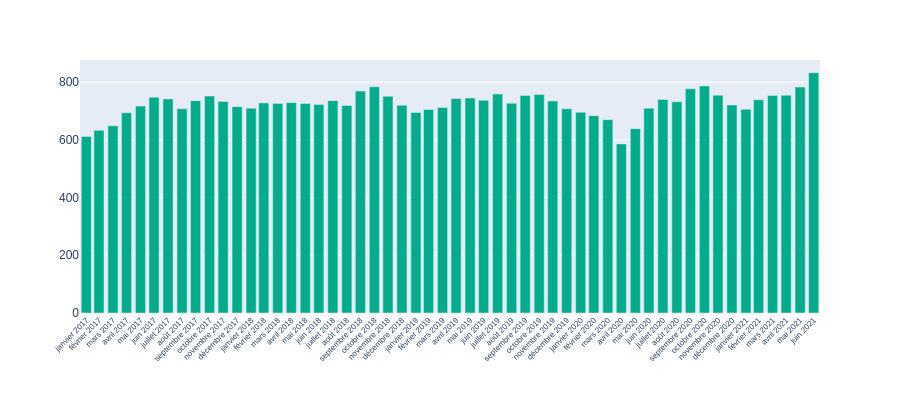 800
600
400
200
0
janvier 2017
février 2017
mars 2017
avril 2017
mai 2017
juin 2017
juillet 2017
août 2017
septembre 2017
octobre 2017
novembre 2017
décembre 2017
janvier 2018
février 2018
mars 2018
avril 2018
mai 2018
juin 2018
juillet 2018
août 2018
septembre 2018
octobre 2018
novembre 2018
décembre 2018
janvier 2019
février 2019
mars 2019
avril 2019
mai 2019
juin 2019
juillet 2019
août 2019
septembre 2019
octobre 2019
novembre 2019
décembre 2019
janvier 2020
février 2020
mars 2020
avril 2020
mai 2020
juin 2020
juillet 2020
août 2020
septembre 2020
octobre 2020
novembre 2020
décembre 2020
janvier 2021
février 2021
mars 2021
avril 2021
mai 2021
juin 2021